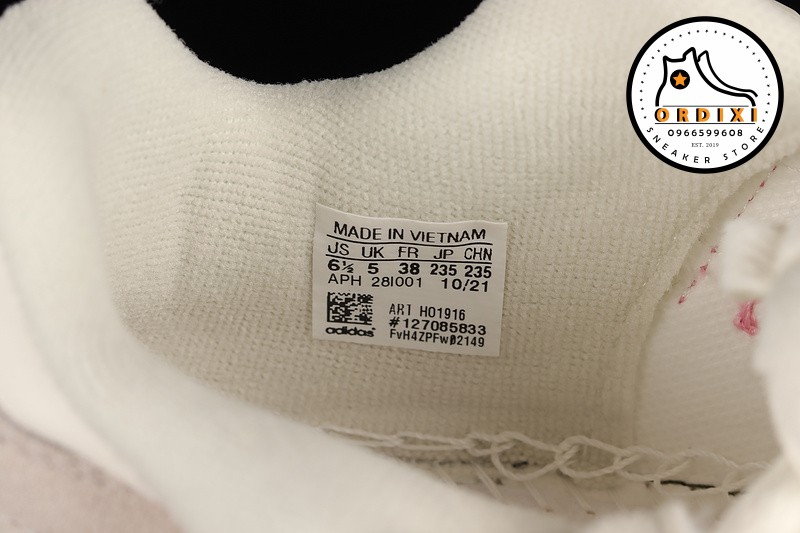 ORDIXI
0966599608
EST. 2019
SNEAKER STORE
MADE IN VIETNAM
US UK FR JP CHN
6½ 5 38 235 235
APH 28I001 10/21
ART HO1916
#127085833
FvH4ZPFwØ2149
adidas